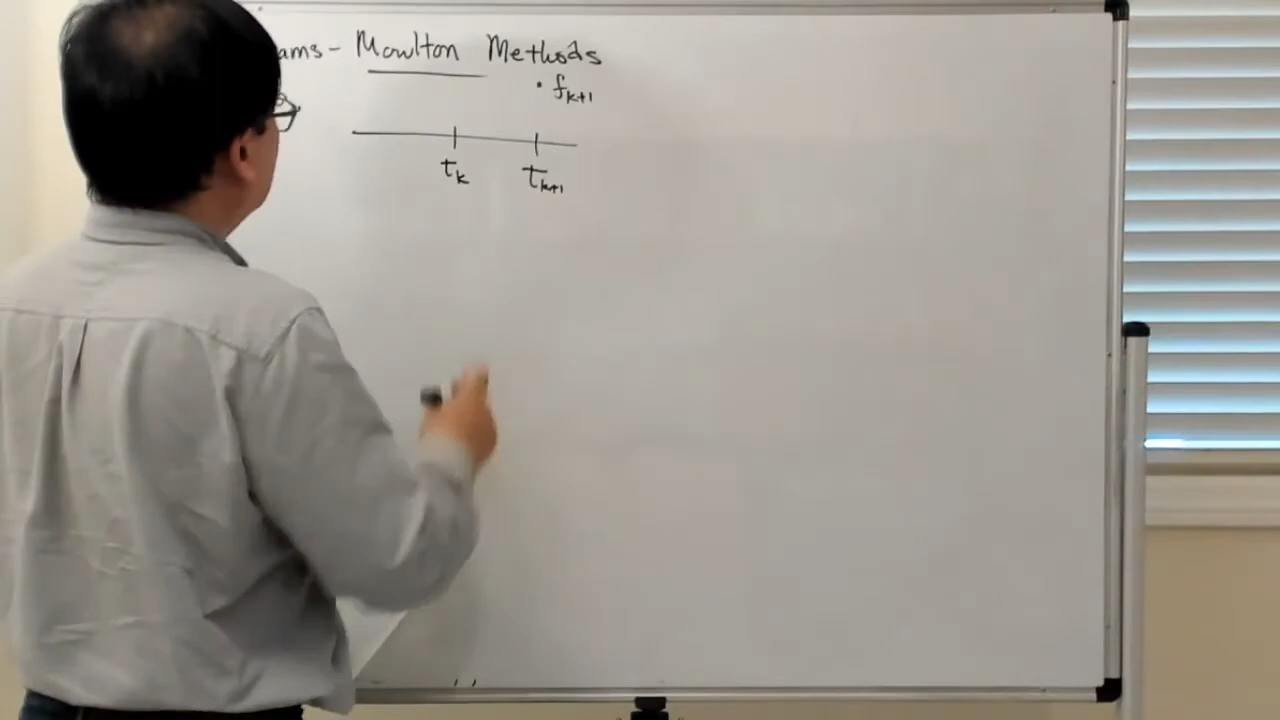 ams - Moulton Methods
· f_{k+1}
t_k t_{k+1}